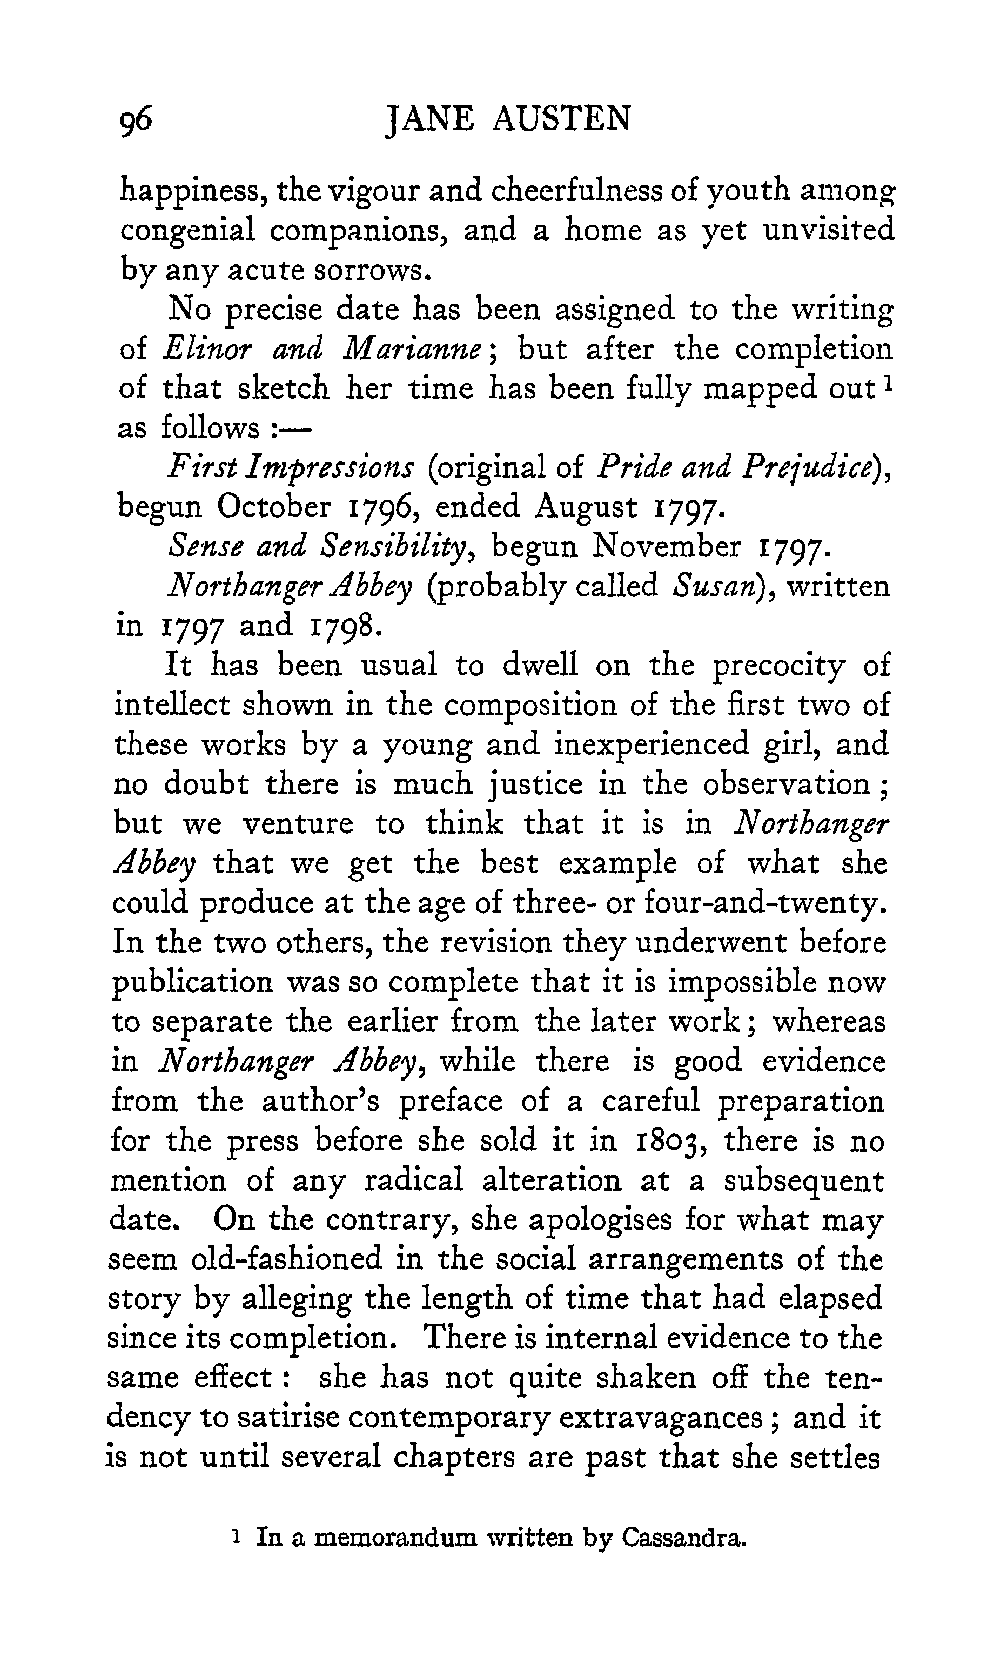 96 JANE AUSTEN
happiness, the vigour and cheerfulness of youth among
congenial companions, and a home as yet unvisited
by any acute sorrows.
No precise date has been assigned to the writing
of Elinor and Marianne; but after the completion
of that sketch her time has been fully mapped out¹
as follows :—
First Impressions (original of Pride and Prejudice),
begun October 1796, ended August 1797.
Sense and Sensibility, begun November 1797.
Northanger Abbey (probably called Susan), written
in 1797 and 1798.
It has been usual to dwell on the precocity of
intellect shown in the composition of the first two of
these works by a young and inexperienced girl, and
no doubt there is much justice in the observation ;
but we venture to think that it is in Northanger
Abbey that we get the best example of what she
could produce at the age of three- or four-and-twenty.
In the two others, the revision they underwent before
publication was so complete that it is impossible now
to separate the earlier from the later work; whereas
in Northanger Abbey, while there is good evidence
from the author's preface of a careful preparation
for the press before she sold it in 1803, there is no
mention of any radical alteration at a subsequent
date. On the contrary, she apologises for what may
seem old-fashioned in the social arrangements of the
story by alleging the length of time that had elapsed
since its completion. There is internal evidence to the
same effect : she has not quite shaken off the ten-
dency to satirise contemporary extravagances ; and it
is not until several chapters are past that she settles
¹ In a memorandum written by Cassandra.